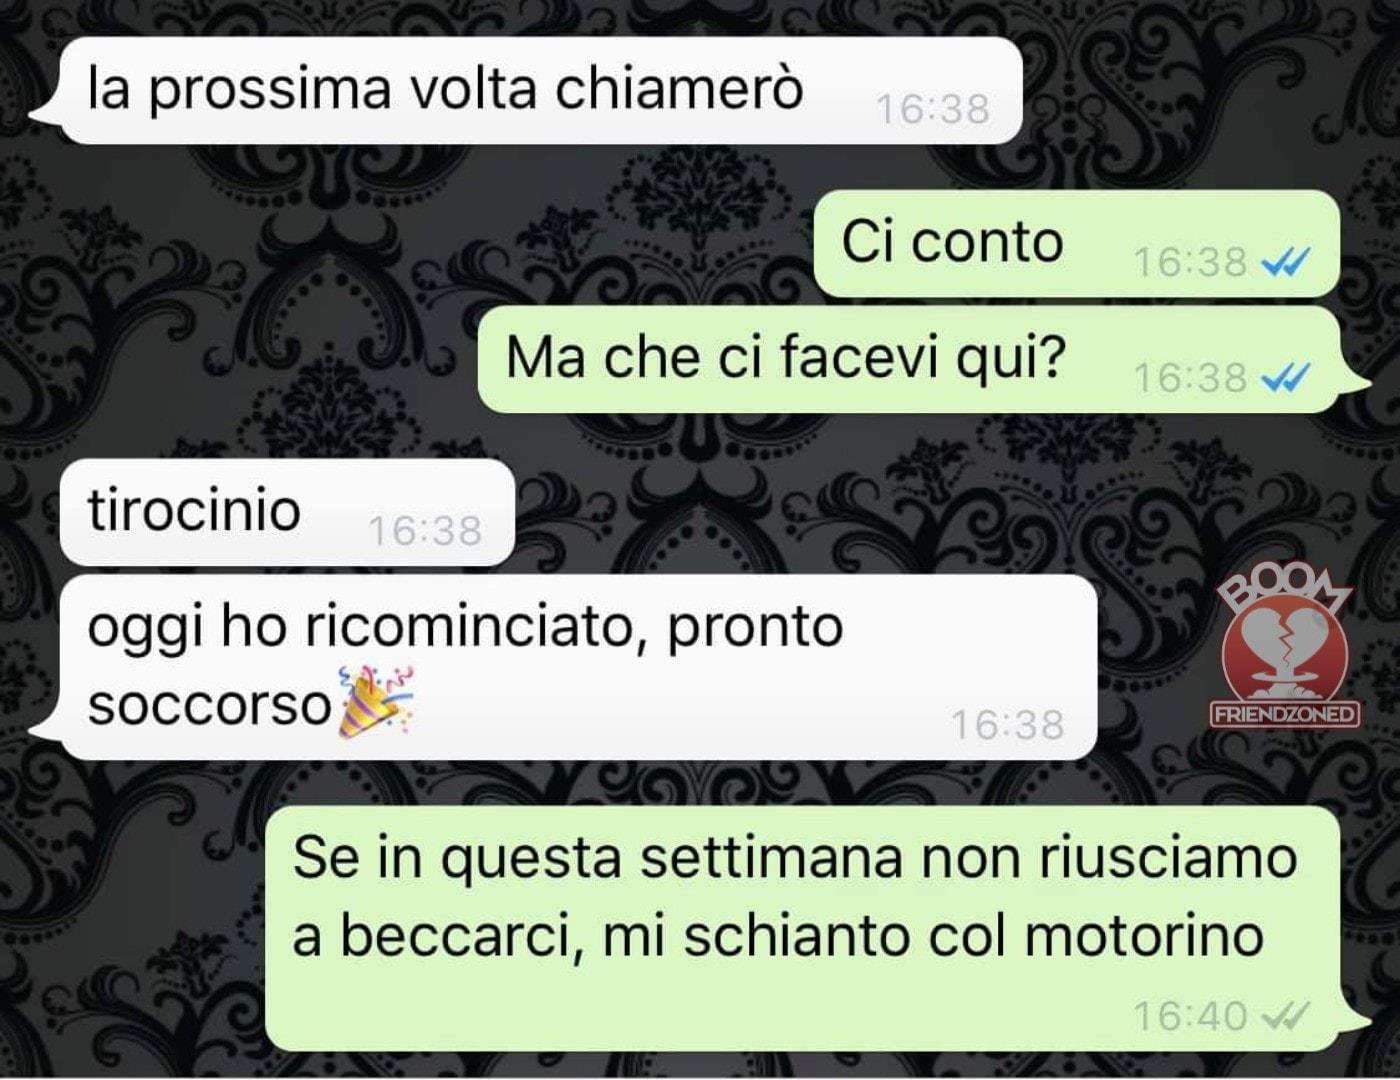 la prossima volta chiamerò 16:38
Ci conto 16:38
Ma che ci facevi qui? 16:38
tirocinio 16:38
oggi ho ricominciato, pronto
soccorso🎉 16:38
BOOM
FRIENDZONED
Se in questa settimana non riusciamo
a beccarci, mi schianto col motorino
16:40